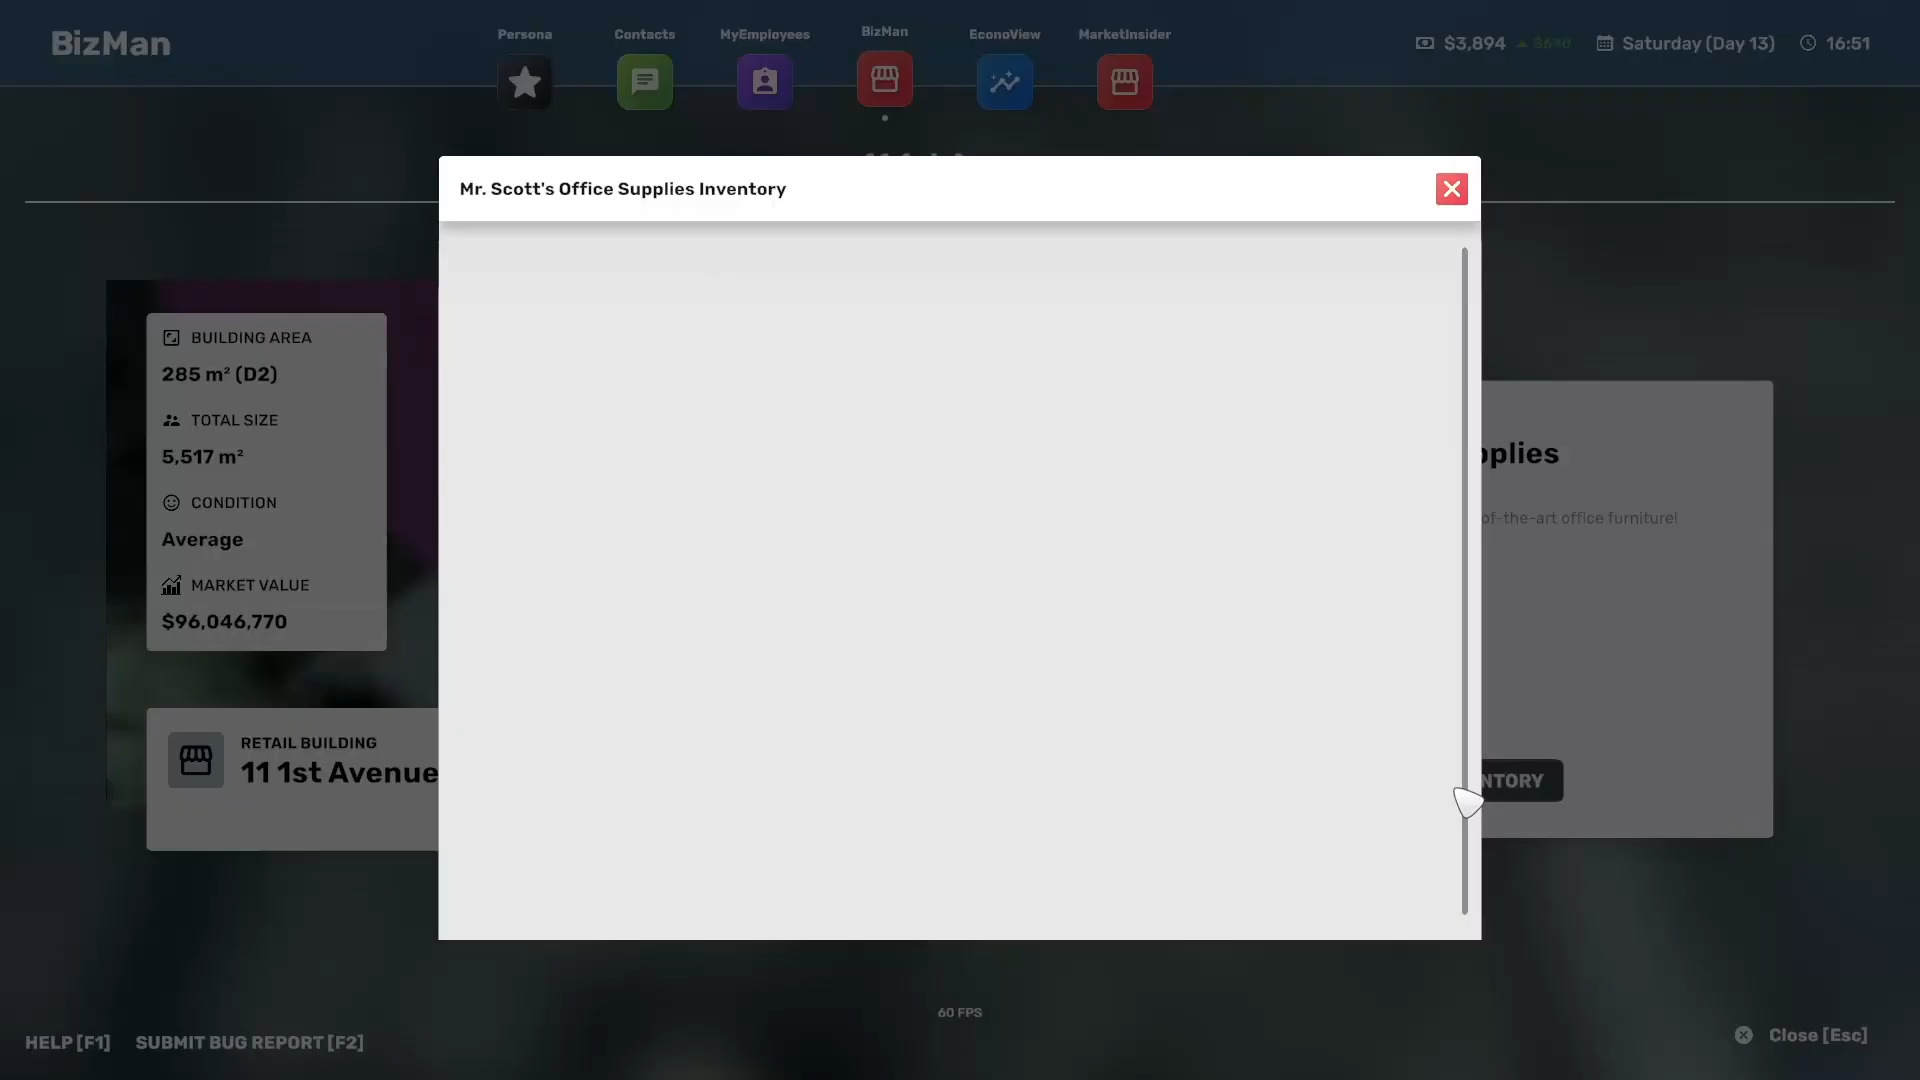 BizMan
Persona
Contacts
MyEmployees
BizMan
EconoView
MarketInsider
$3,894
Saturday (Day 13)
16:51
Mr. Scott's Office Supplies Inventory
BUILDING AREA
285 m² (D2)
TOTAL SIZE
5,517 m²
CONDITION
Average
MARKET VALUE
$96,046,770
RETAIL BUILDING
11 1st Avenue
pplies
of-the-art office furniture!
NTORY
60 FPS
HELP [F1]
SUBMIT BUG REPORT [F2]
Close [Esc]